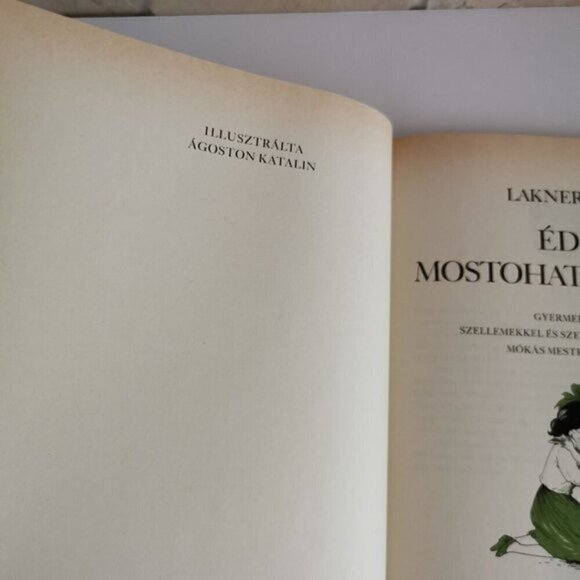 ILLUSZTRÁLTA
ÁGOSTON KATALIN
LAKNER
ÉD
MOSTOHAT
GYERME
SZELLEMEKKEL ÉS SZE
MÓKÁS MESTE